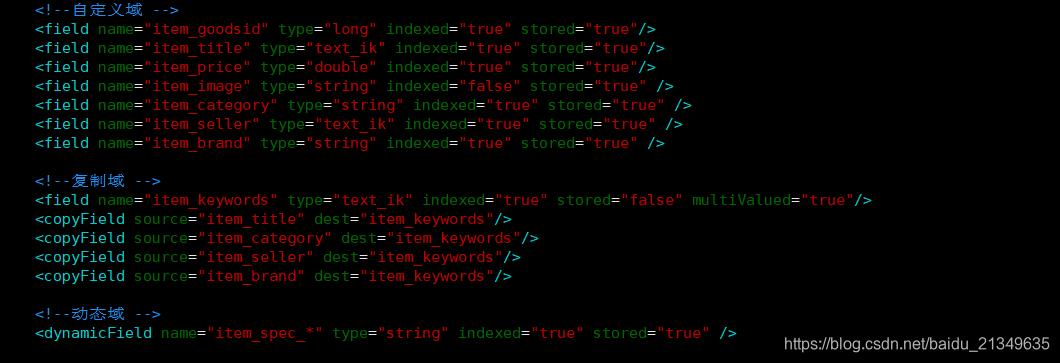 <!--自定义域 -->
<field name="item_goodsid" type="long" indexed="true" stored="true"/>
<field name="item_title" type="text_ik" indexed="true" stored="true"/>
<field name="item_price" type="double" indexed="true" stored="true"/>
<field name="item_image" type="string" indexed="false" stored="true" />
<field name="item_category" type="string" indexed="true" stored="true" />
<field name="item_seller" type="text_ik" indexed="true" stored="true" />
<field name="item_brand" type="string" indexed="true" stored="true" />
<!--复制域 -->
<field name="item_keywords" type="text_ik" indexed="true" stored="false" multiValued="true"/>
<copyField source="item_title" dest="item_keywords"/>
<copyField source="item_category" dest="item_keywords"/>
<copyField source="item_seller" dest="item_keywords"/>
<copyField source="item_brand" dest="item_keywords"/>
<!--动态域 -->
<dynamicField name="item_spec_*" type="string" indexed="true" stored="true" />
https://blog.csdn.net/baidu_21349635